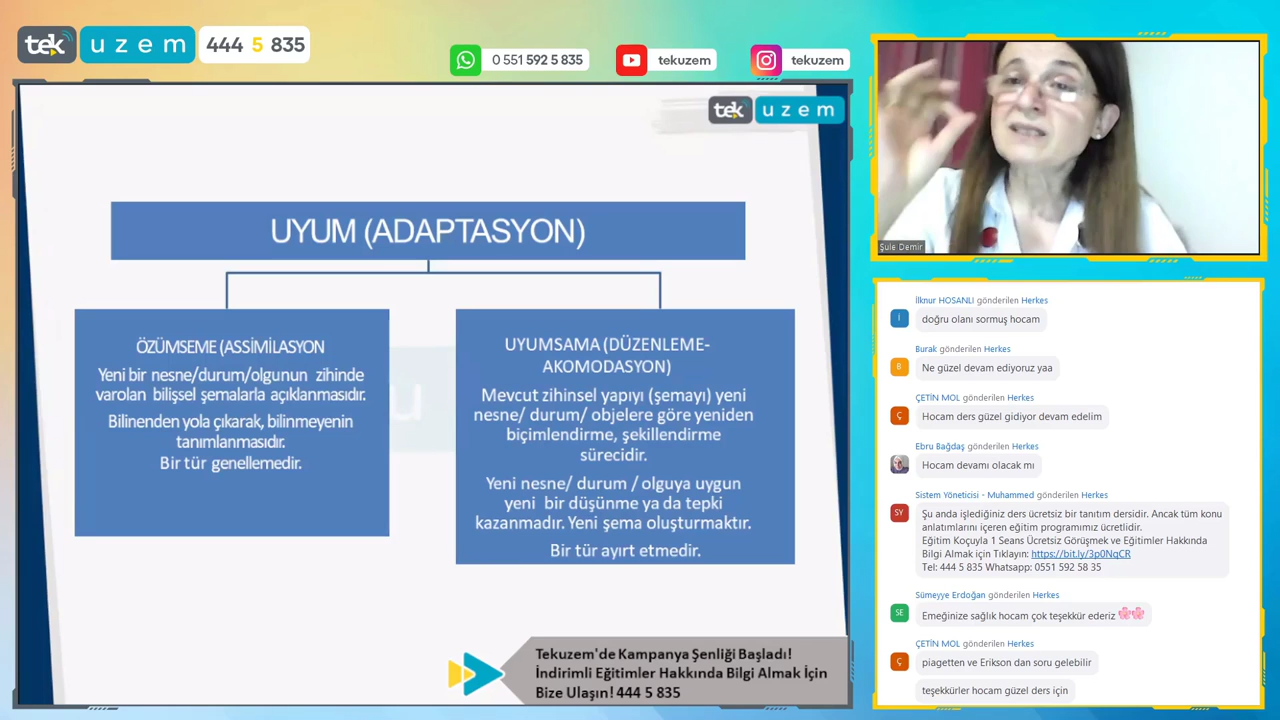 tek uzem 444 5 835
0 551 592 5 835
tekuzem
tekuzem
tek uzem
UYUM (ADAPTASYON)
ÖZÜMSEME (ASSİMİLASYON
Yeni bir nesne/durum/olgunun zihinde
varolan bilişsel şemalarla açıklanmasıdır.
Bilinenden yola çıkarak, bilinmeyenin
tanımlanmasıdır.
Bir tür genellemedir.
UYUMSAMA (DÜZENLEME-
AKOMODASYON)
Mevcut zihinsel yapıyı (şemayı) yeni
nesne/ durum/ objelere göre yeniden
biçimlendirme, şekillendirme
sürecidir.
Yeni nesne/ durum / olguya uygun
yeni bir düşünme ya da tepki
kazanmadır. Yeni şema oluşturmaktır.
Bir tür ayırt etmedir.
Tekuzem'de Kampanya Şenliği Başladı!
İndirimli Eğitimler Hakkında Bilgi Almak İçin
Bize Ulaşın! 444 5 835
Şule Demir
İlknur HOSANLI gönderilen Herkes
İ
doğru olanı sormuş hocam
Burak gönderilen Herkes
B
Ne güzel devam ediyoruz yaa
ÇETİN MOL gönderilen Herkes
Ç
Hocam ders güzel gidiyor devam edelim
Ebru Bağdaş gönderilen Herkes
Hocam devamı olacak mı
Sistem Yöneticisi - Muhammed gönderilen Herkes
SY
Şu anda işlediğiniz ders ücretsiz bir tanıtım dersidir. Ancak tüm konu
anlatımlarını içeren eğitim programımız ücretlidir.
Eğitim Koçuyla 1 Seans Ücretsiz Görüşmek ve Eğitimler Hakkında
Bilgi Almak için Tıklayın: https://bit.ly/3p0NqCR
Tel: 444 5 835 Whatsapp: 0551 592 58 35
Sümeyye Erdoğan gönderilen Herkes
SE
Emeğinize sağlık hocam çok teşekkür ederiz
ÇETİN MOL gönderilen Herkes
Ç
piagetten ve Erikson dan soru gelebilir
teşekkürler hocam güzel ders için